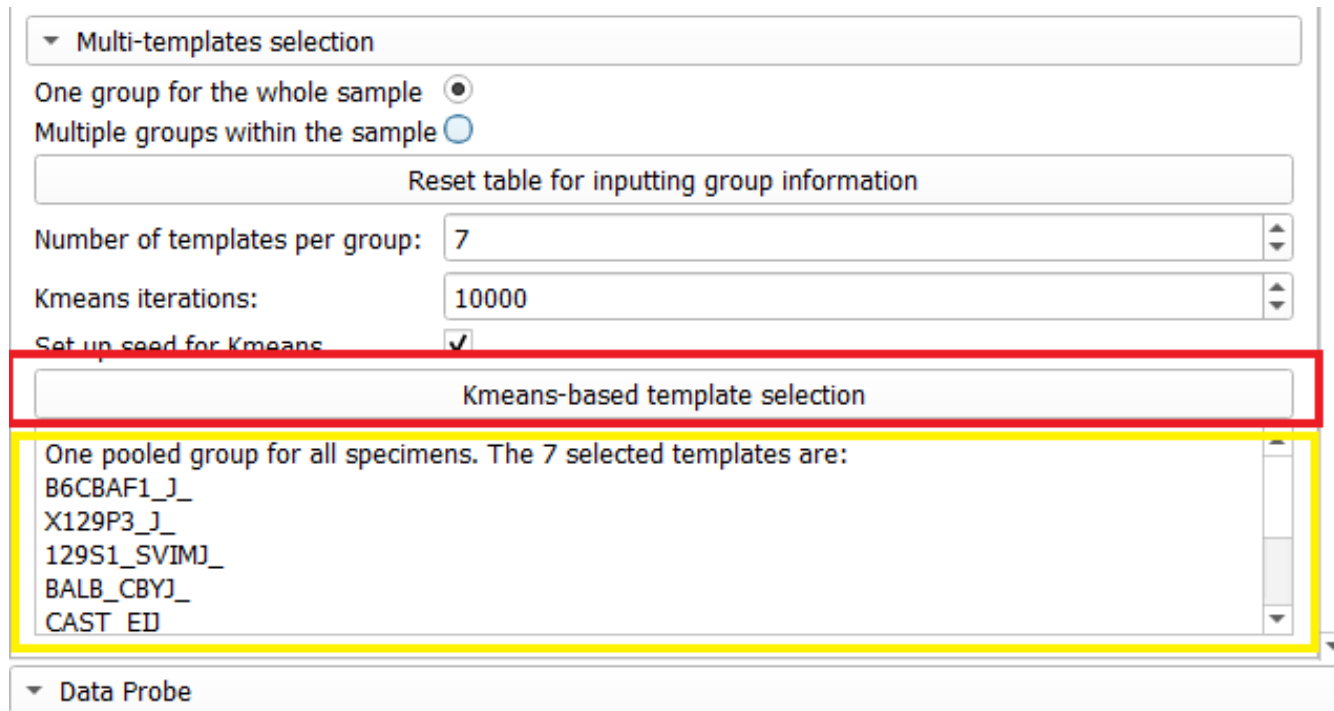 Multi-templates selection
One group for the whole sample
Multiple groups within the sample
Reset table for inputting group information
Number of templates per group: 7
Kmeans iterations: 10000
Set up seed for Kmeans
Kmeans-based template selection
One pooled group for all specimens. The 7 selected templates are:
B6CBAF1_J_
X129P3_J_
129S1_SVIMJ_
BALB_CBYJ_
CAST_EIJ
Data Probe